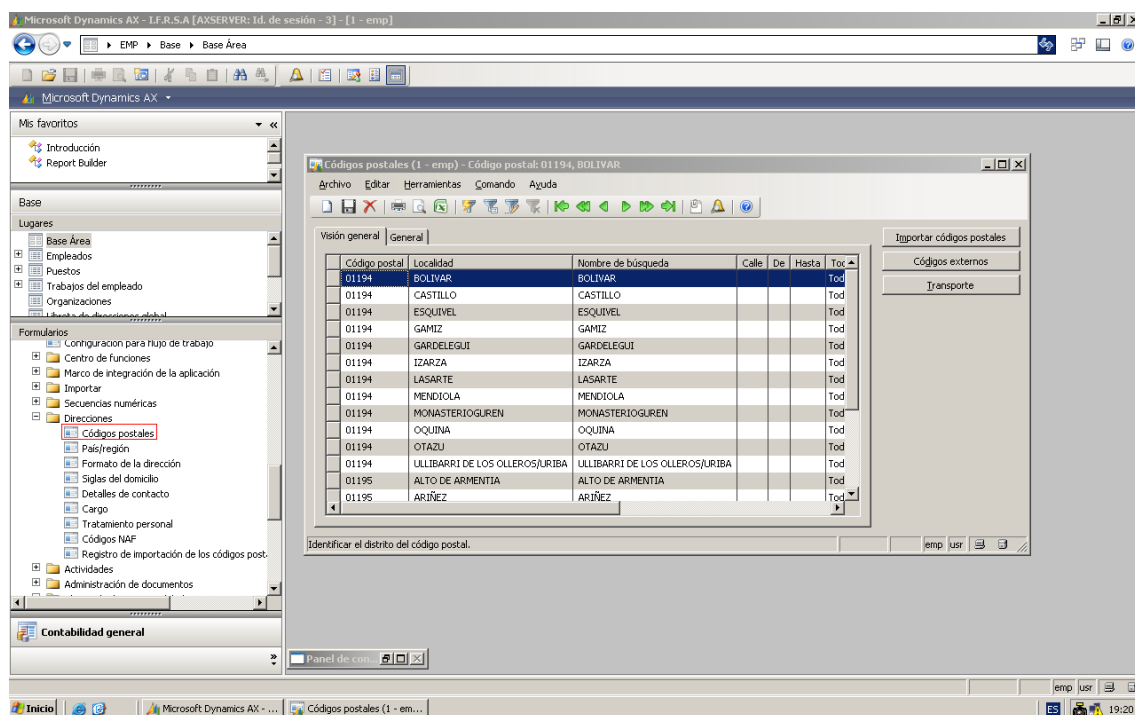 Microsoft Dynamics AX - I.F.R.S.A [AXSERVER: Id. de sesión - 3] - [1 - emp]
EMP Base Base Área
Microsoft Dynamics AX
Mis favoritos
Introducción
Report Builder
Base
Lugares
Base Área
Empleados
Puestos
Trabajos del empleado
Organizaciones
Libreta de direcciones global
Formularios
Configuración para flujo de trabajo
Centro de funciones
Marco de integración de la aplicación
Importar
Secuencias numéricas
Direcciones
Códigos postales
País/región
Formato de la dirección
Siglas del domicilio
Detalles de contacto
Cargo
Tratamiento personal
Códigos NAF
Registro de importación de los códigos post
Actividades
Administración de documentos
Contabilidad general
Códigos postales (1 - emp) - Código postal: 01194, BOLIVAR
Archivo Editar Herramientas Comando Ayuda
Visión general General
Importar códigos postales
Códigos externos
Transporte
Código postal Localidad Nombre de búsqueda Calle De Hasta Toc
01194 BOLIVAR BOLIVAR Tod
01194 CASTILLO CASTILLO Tod
01194 ESQUIVEL ESQUIVEL Tod
01194 GAMIZ GAMIZ Tod
01194 GARDELEGUI GARDELEGUI Tod
01194 IZARZA IZARZA Tod
01194 LASARTE LASARTE Tod
01194 MENDIOLA MENDIOLA Tod
01194 MONASTERIOGUREN MONASTERIOGUREN Tod
01194 OQUINA OQUINA Tod
01194 OTAZU OTAZU Tod
01194 ULLIBARRI DE LOS OLLEROS/URIBA ULLIBARRI DE LOS OLLEROS/URIBA Tod
01195 ALTO DE ARMENTIA ALTO DE ARMENTIA Tod
01195 ARIÑEZ ARIÑEZ Tod
Identificar el distrito del código postal. emp usr
Panel de con...
emp usr
Inicio Microsoft Dynamics AX - ... Códigos postales (1 - em... ES 19:20